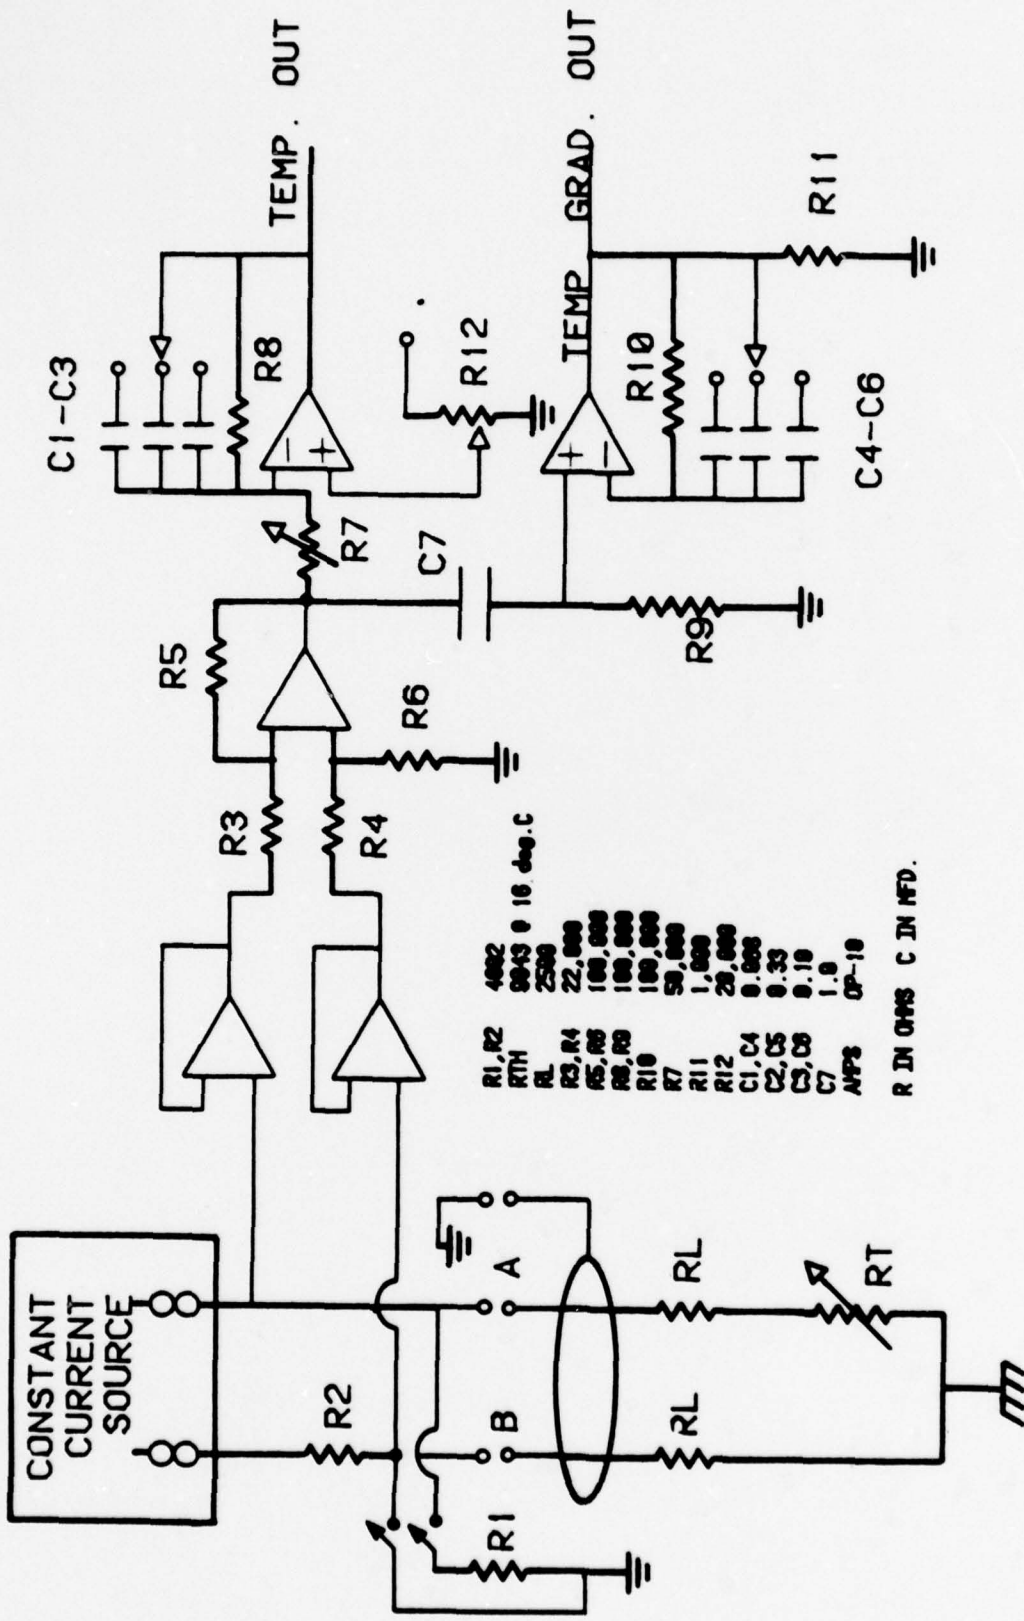 CONSTANT
CURRENT
SOURCE
R2
B
A
R1
RL
RL
RT
R3
R4
R5
R6
R7
C7
R9
C1-C3
R8
- +
R12
TEMP. OUT
+ -
TEMP GRAD. OUT
R10
C4-C6
R11
R1,R2 4002
RTH 9043 @ 16 deg.C
RL 2500
R3,R4 22,000
R5,R6 100,000
R8,R9 100,000
R10 100,000
R7 50,000
R11 1,000
R12 20,000
C1,C4
C2,C5 0.33
C3,C6 0.10
C7 1.0
AMPS OP-10
R IN OHMS C IN MFD.